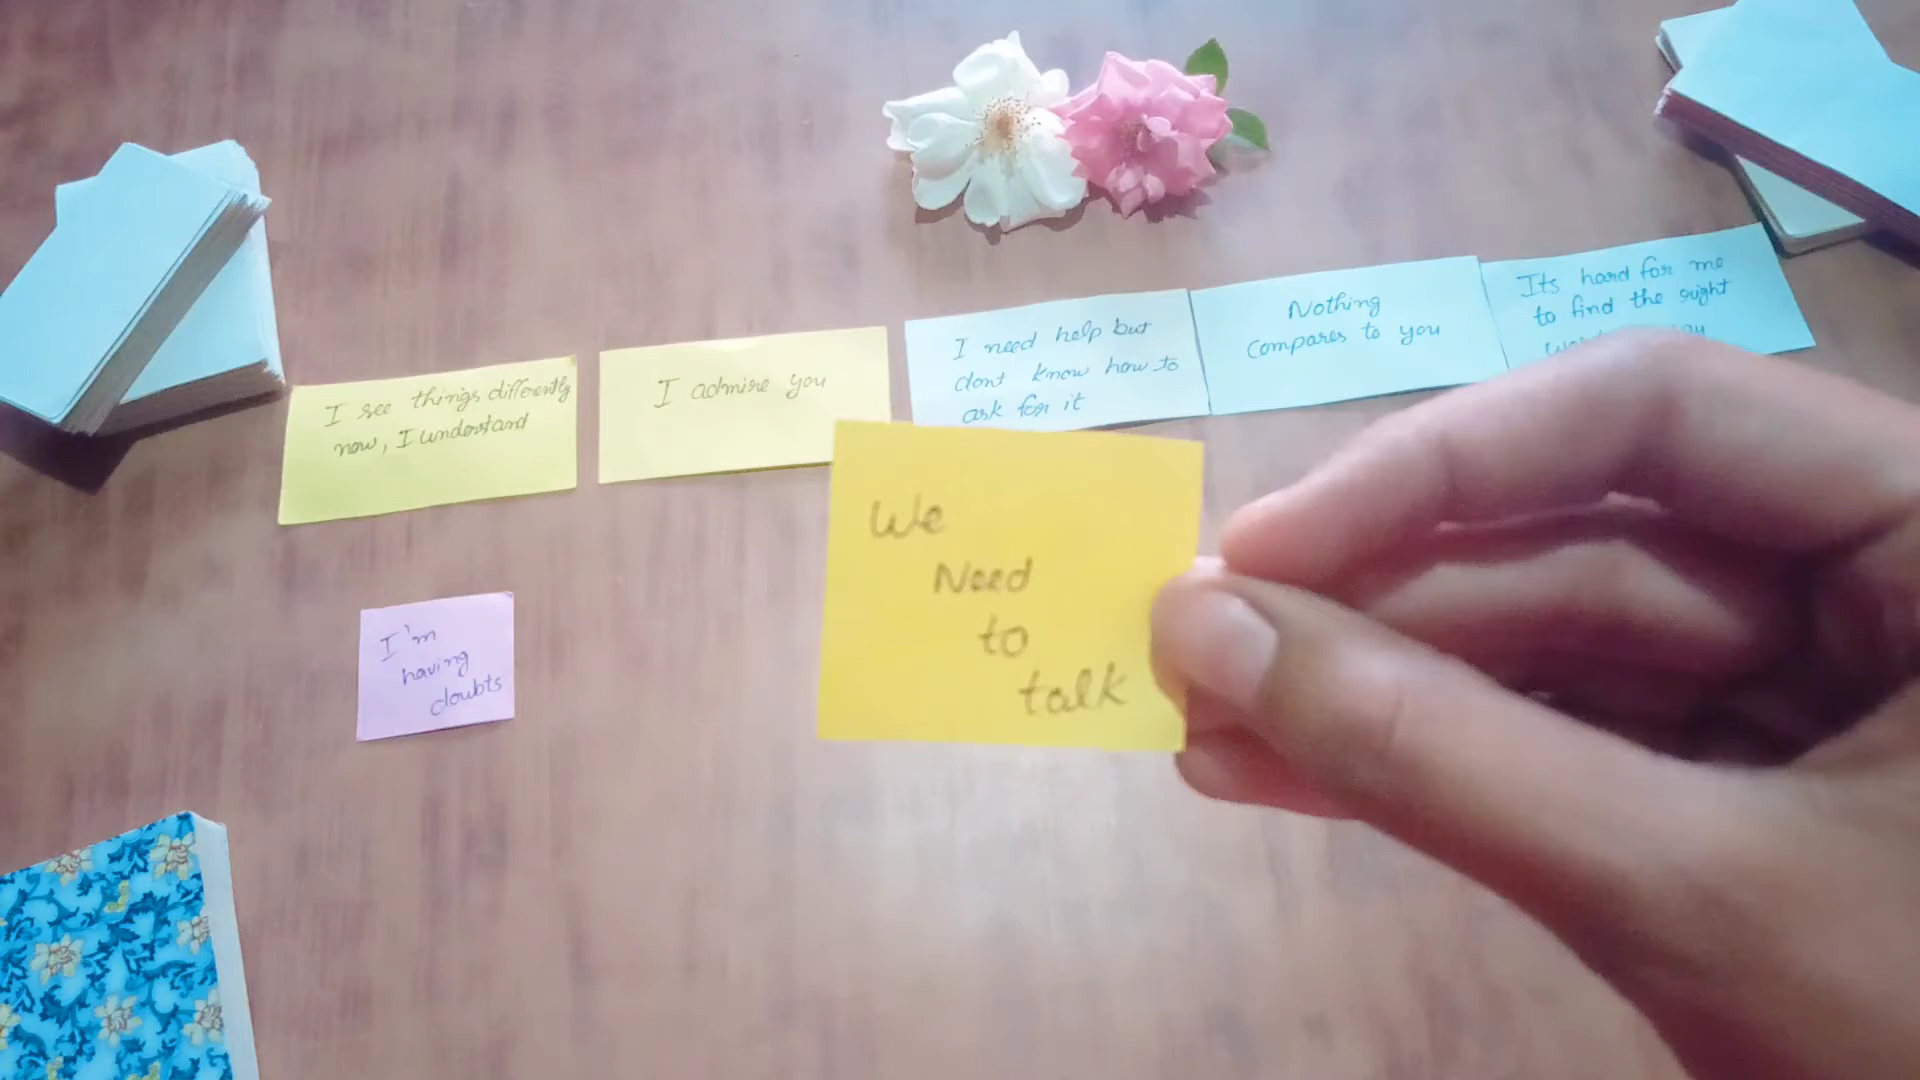 I see things differently
now, I understand
I admire you
I need help but
dont know how to
ask for it
Nothing
compares to you
Its hard for me
to find the right
We
Need
to
talk
I'm
having
doubts